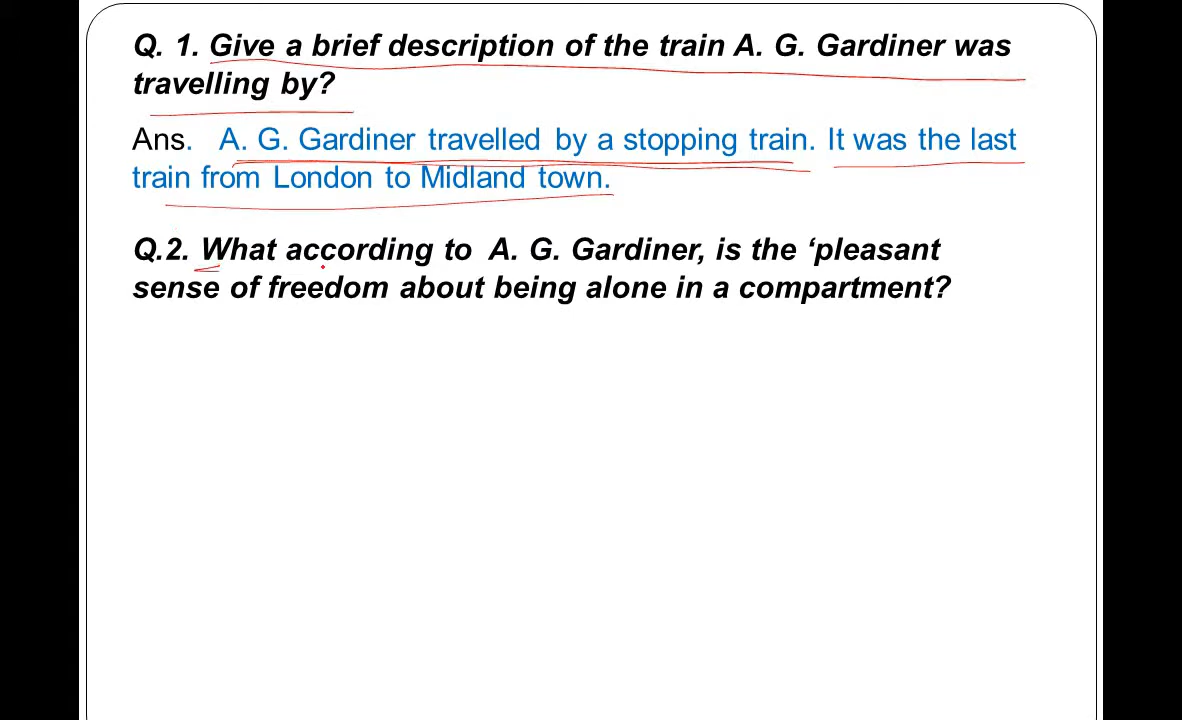 Q. 1. Give a brief description of the train A. G. Gardiner was
travelling by?
Ans. A. G. Gardiner travelled by a stopping train. It was the last
train from London to Midland town.
Q.2. What according to A. G. Gardiner, is the ‘pleasant
sense of freedom about being alone in a compartment?